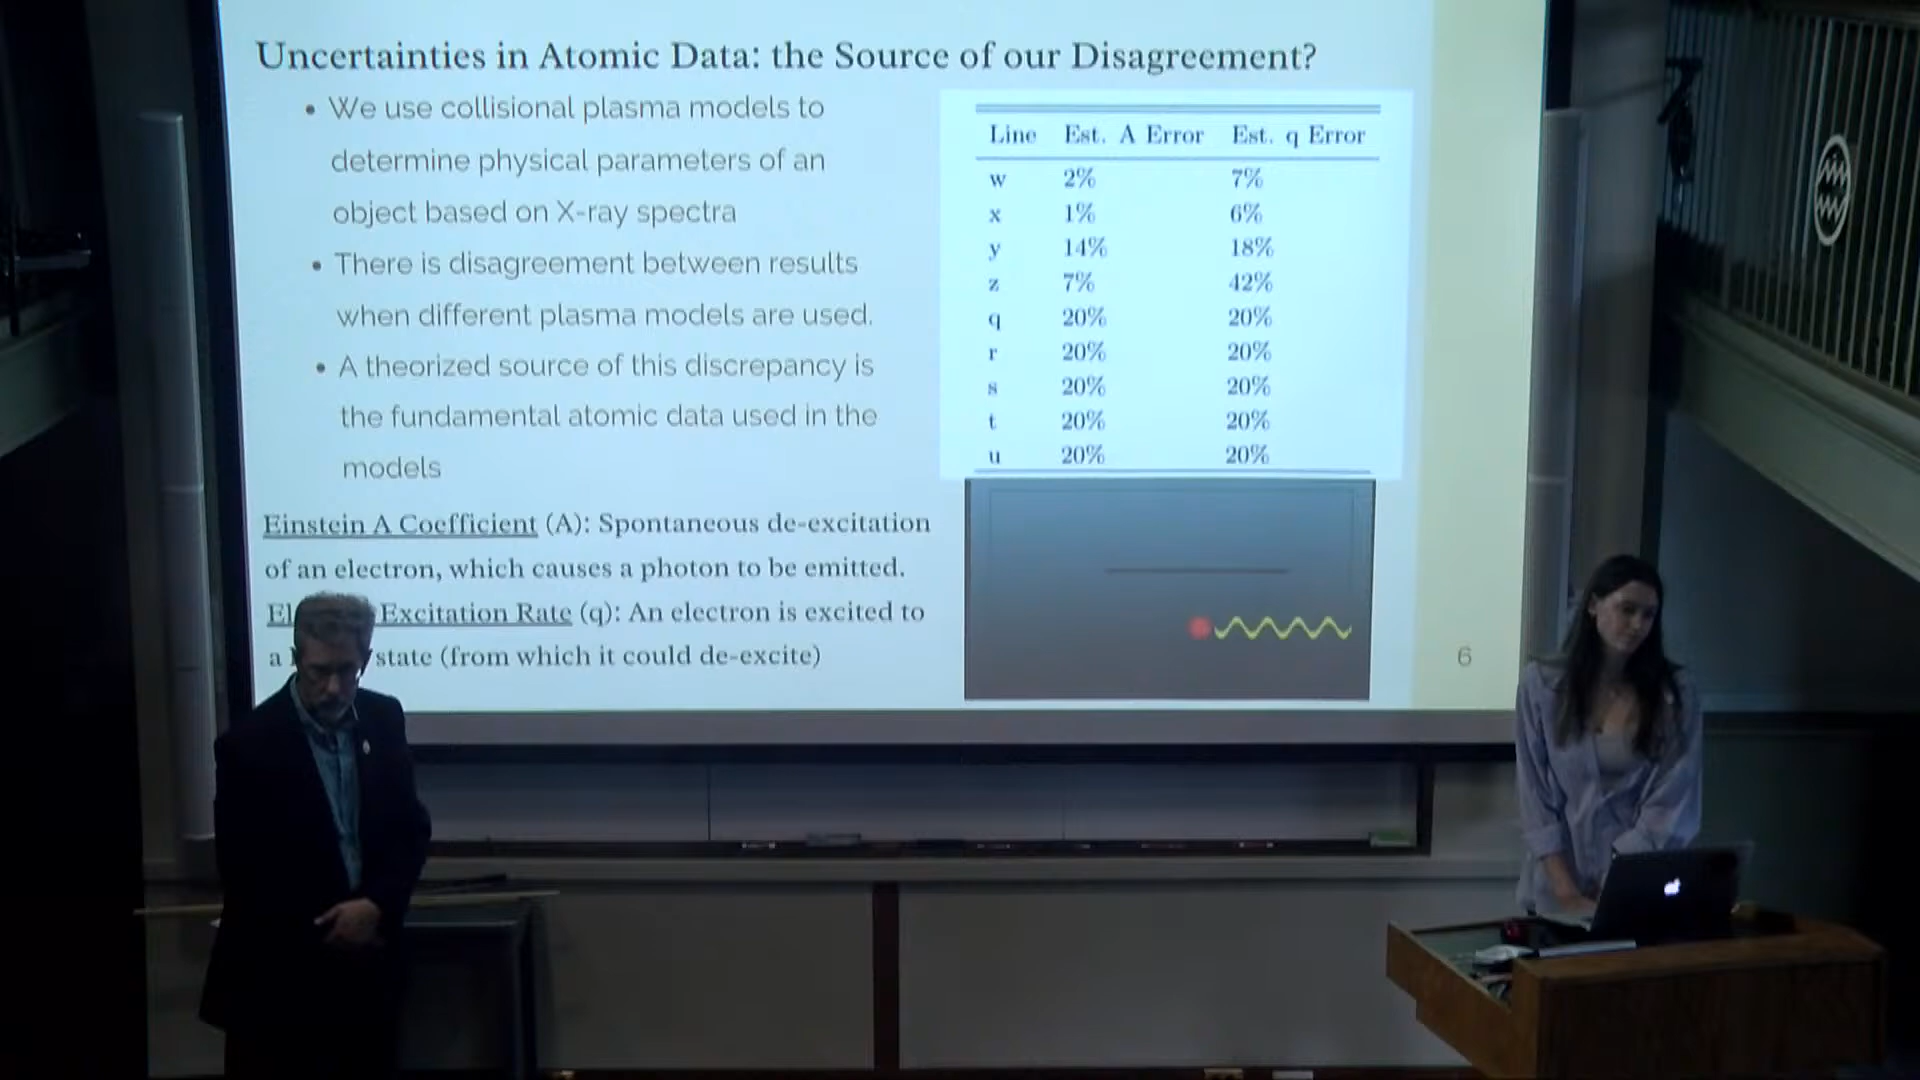 Uncertainties in Atomic Data: the Source of our Disagreement?
• We use collisional plasma models to
determine physical parameters of an
object based on X-ray spectra
• There is disagreement between results
when different plasma models are used.
• A theorized source of this discrepancy is
the fundamental atomic data used in the
models
Einstein A Coefficient (A): Spontaneous de-excitation
of an electron, which causes a photon to be emitted.
Excitation Rate (q): An electron is excited to
a state (from which it could de-excite)
Line Est. A Error Est. q Error
w 2% 7%
x 1% 6%
y 14% 18%
z 7% 42%
q 20% 20%
r 20% 20%
s 20% 20%
t 20% 20%
u 20% 20%
6